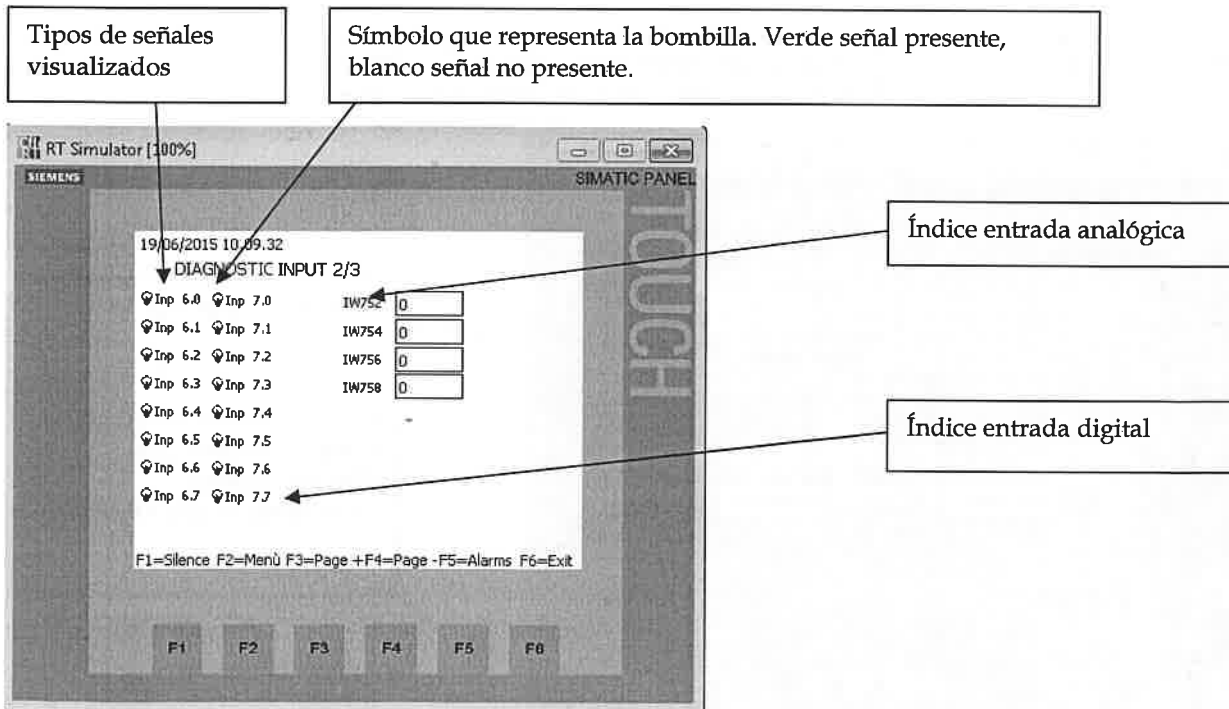 Tipos de señales
visualizados
Símbolo que representa la bombilla. Verde señal presente,
blanco señal no presente.
RT Simulator [100%]
SIEMENS
SIMATIC PANEL
TOUCH
19/06/2015 10.09.32
DIAGNOSTIC INPUT 2/3
Inp 6.0 Inp 7.0 IW752 0
Inp 6.1 Inp 7.1 IW754 0
Inp 6.2 Inp 7.2 IW756 0
Inp 6.3 Inp 7.3 IW758 0
Inp 6.4 Inp 7.4
Inp 6.5 Inp 7.5
Inp 6.6 Inp 7.6
Inp 6.7 Inp 7.7
F1=Silence F2=Menù F3=Page +F4=Page -F5=Alarms F6=Exit
F1 F2 F3 F4 F5 F6
Índice entrada analógica
Índice entrada digital